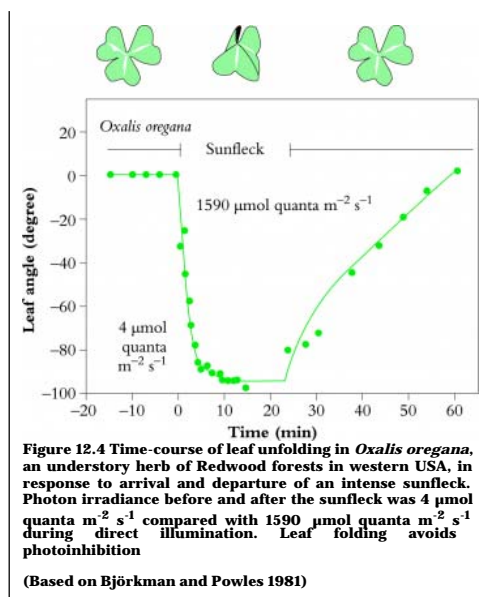 Oxalis oregana
Sunfleck
1590 μmol quanta m⁻² s⁻¹
4 μmol
quanta
m⁻² s⁻¹
Leaf angle (degree)
20
0
−20
−40
−60
−80
−100
−20
−10
0
10
20
30
40
50
60
Time (min)
Figure 12.4 Time-course of leaf unfolding in Oxalis oregana,
an understory herb of Redwood forests in western USA, in
response to arrival and departure of an intense sunfleck.
Photon irradiance before and after the sunfleck was 4 μmol
quanta m⁻² s⁻¹ compared with 1590 μmol quanta m⁻² s⁻¹
during direct illumination. Leaf folding avoids
photoinhibition
(Based on Björkman and Powles 1981)